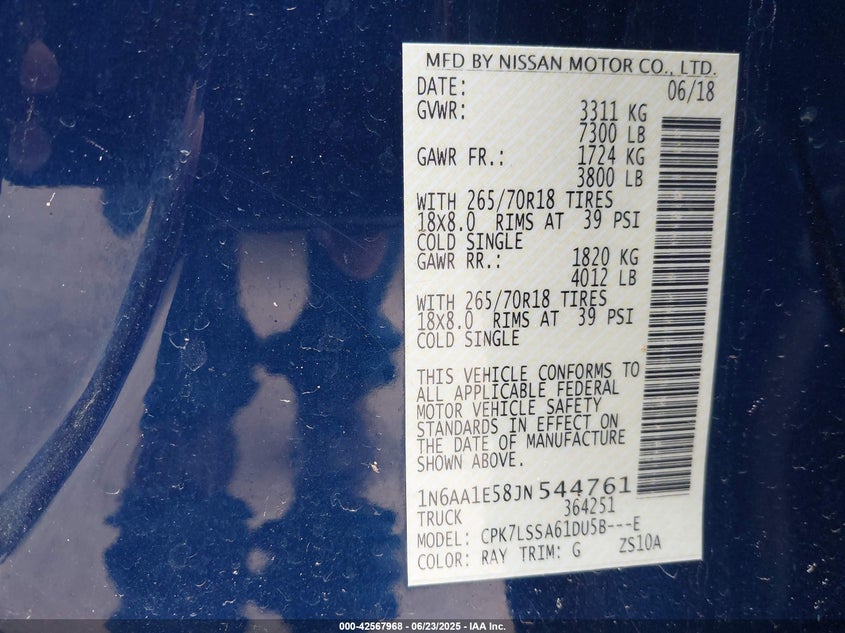 MFD BY NISSAN MOTOR CO., LTD.
DATE: 06/18
GVWR: 3311 KG
7300 LB
GAWR FR.: 1724 KG
3800 LB
WITH 265/70R18 TIRES
18X8.0 RIMS AT 39 PSI
COLD SINGLE
GAWR RR.: 1820 KG
4012 LB
WITH 265/70R18 TIRES
18X8.0 RIMS AT 39 PSI
COLD SINGLE
THIS VEHICLE CONFORMS TO
ALL APPLICABLE FEDERAL
MOTOR VEHICLE SAFETY
STANDARDS IN EFFECT ON
THE DATE OF MANUFACTURE
SHOWN ABOVE.
1N6AA1E58JN544761
TRUCK 364251
MODEL: CPK7LSSA61DU5B---E
COLOR: RAY TRIM: G ZS10A
000-42567968 - 06/23/2025 - IAA Inc.